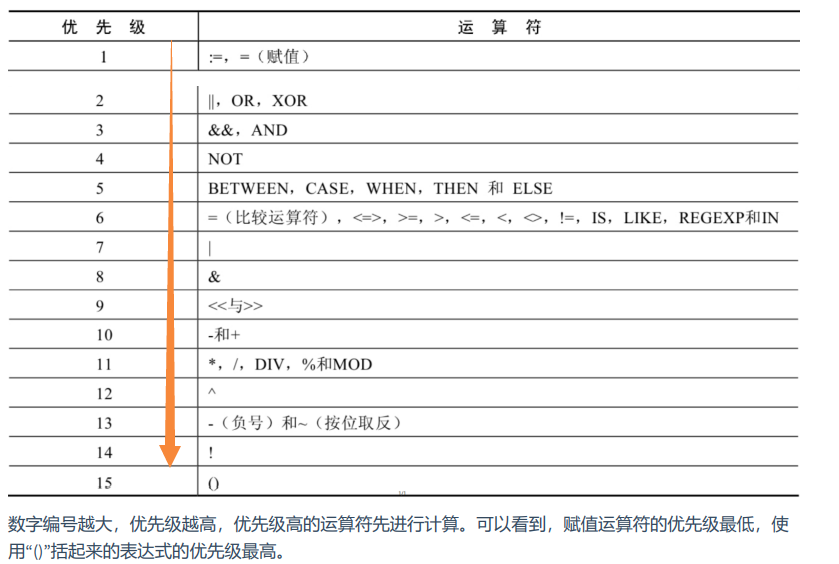 优 先 级 运 算 符
1 :=，=（赋值）
2 ||，OR，XOR
3 &&，AND
4 NOT
5 BETWEEN，CASE，WHEN，THEN 和 ELSE
6 =（比较运算符），<=>，>=，>，<=，<，<>，!=，IS，LIKE，REGEXP和IN
7 |
8 &
9 <<与>>
10 -和+
11 *，/，DIV，%和MOD
12 ^
13 -（负号）和~（按位取反）
14 !
15 ()
数字编号越大，优先级越高，优先级高的运算符先进行计算。可以看到，赋值运算符的优先级最低，使
用“()”括起来的表达式的优先级最高。